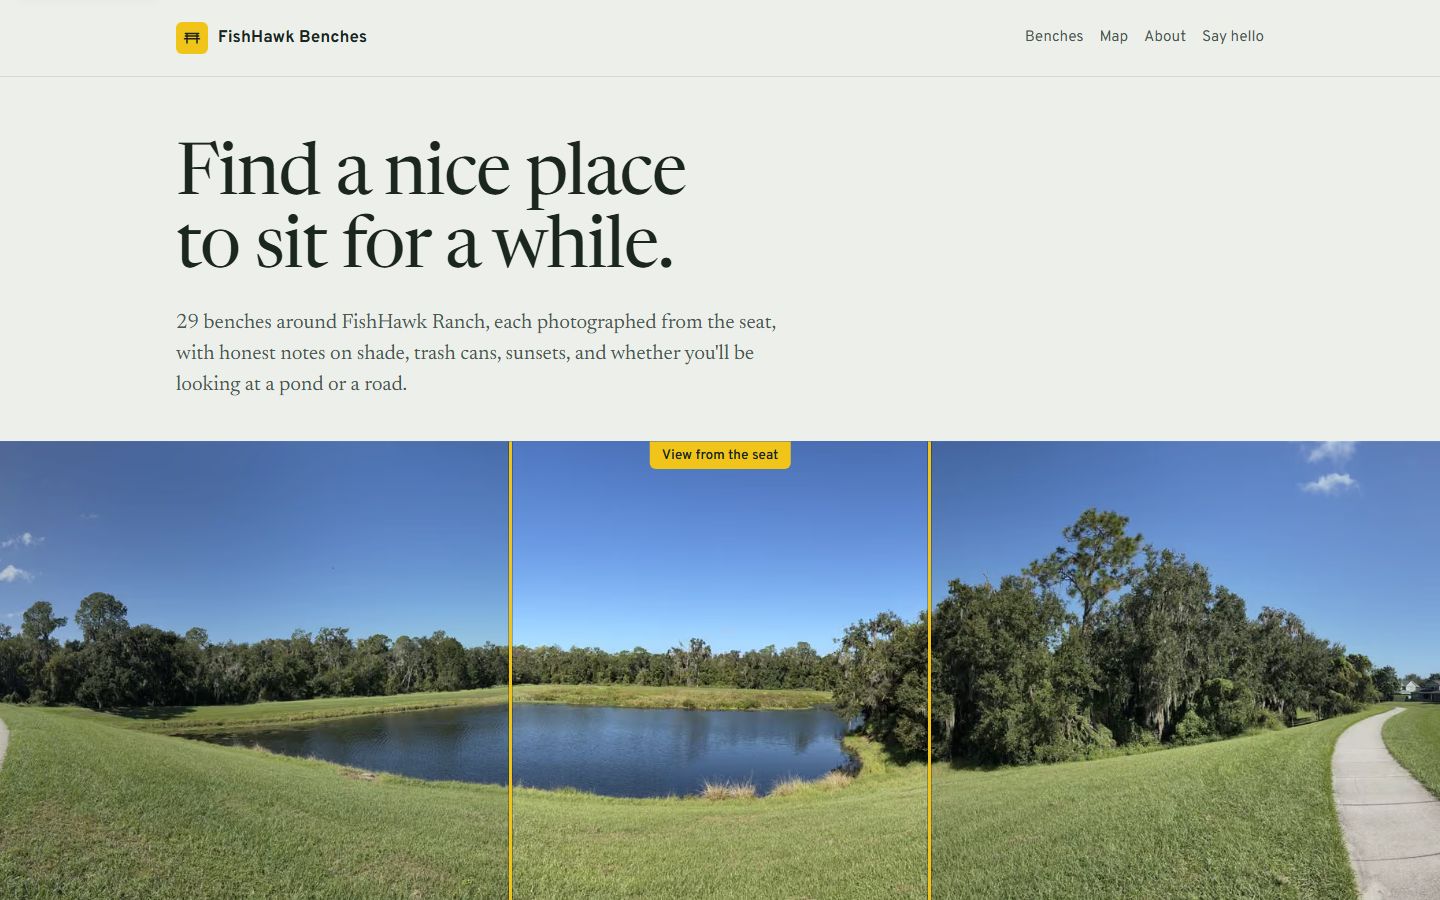 FishHawk Benches
Benches Map About Say hello
Find a nice place
to sit for a while.
29 benches around FishHawk Ranch, each photographed from the seat,
with honest notes on shade, trash cans, sunsets, and whether you'll be
looking at a pond or a road.
View from the seat